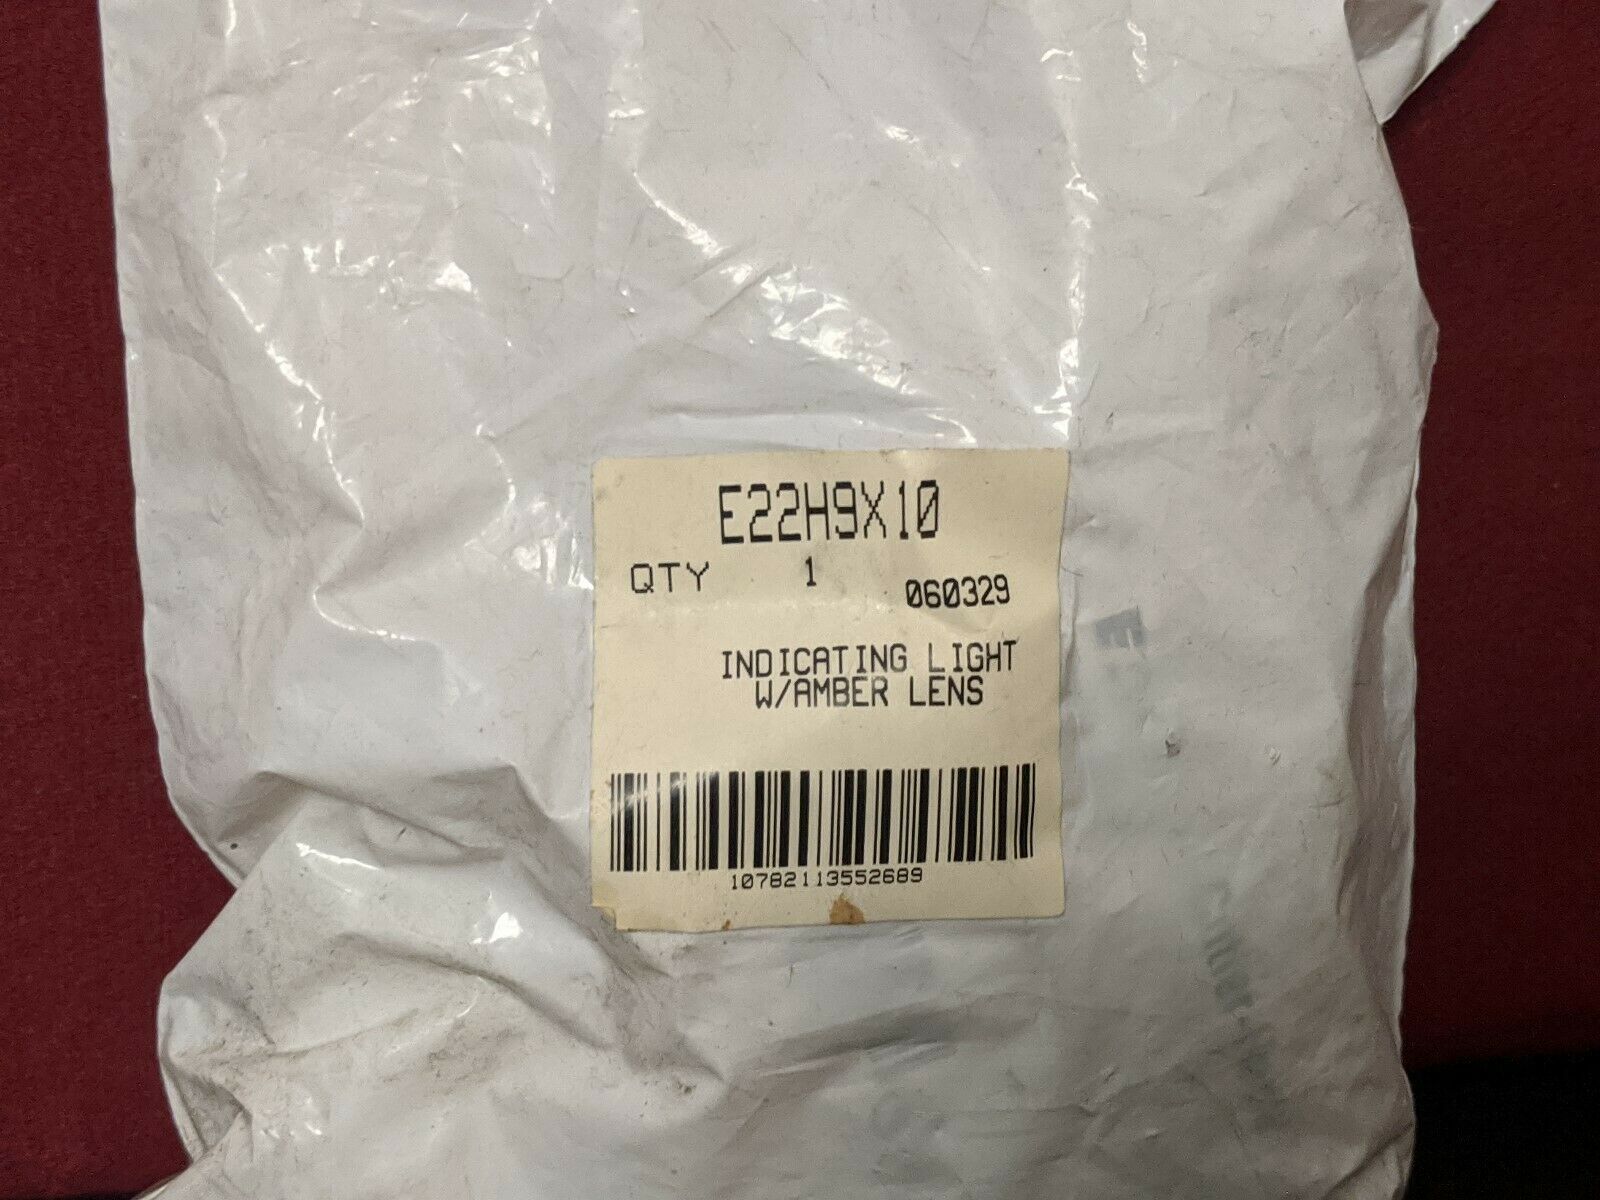 E22H9X10
QTY 1 060329
INDICATING LIGHT
W/AMBER LENS
10782113552689